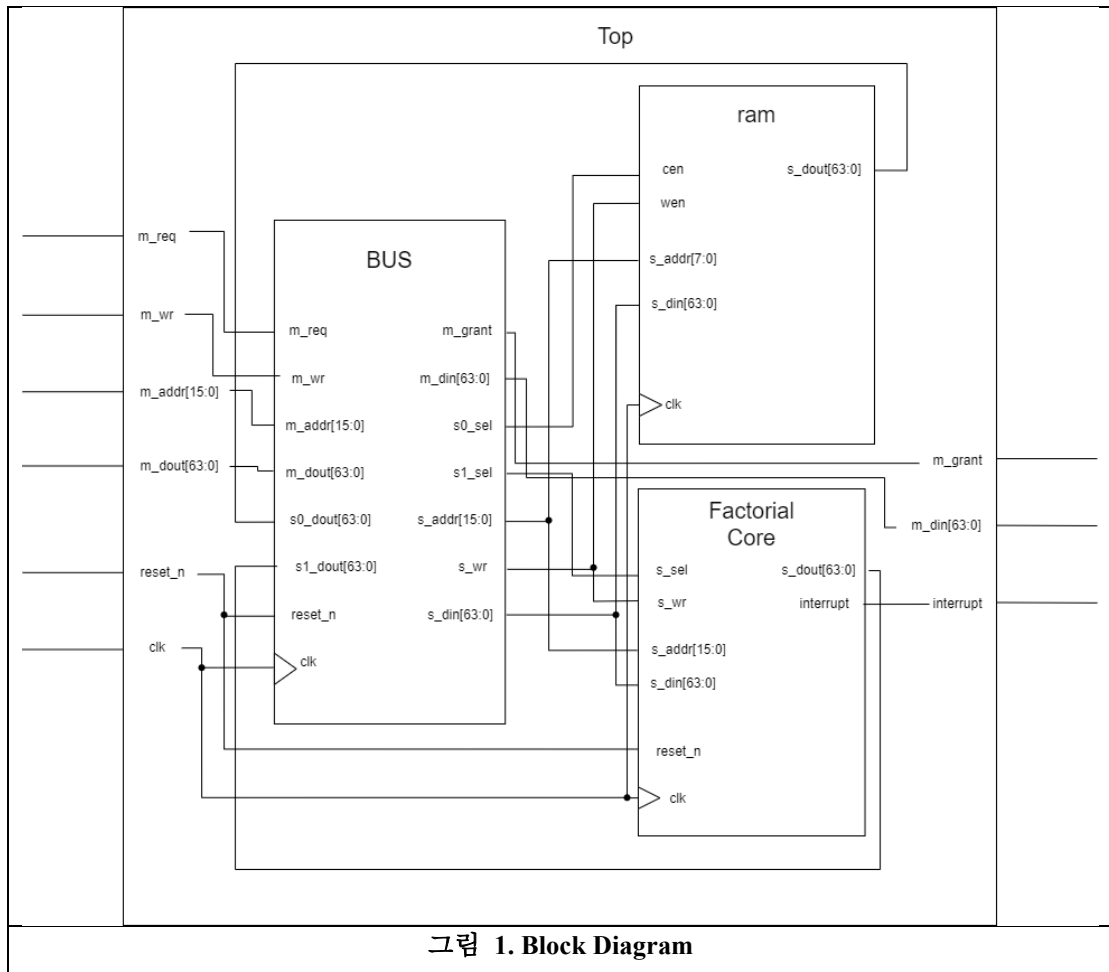 Top
m_req
m_wr
m_addr[15:0]
m_dout[63:0]
reset_n
clk
BUS
m_req
m_wr
m_addr[15:0]
m_dout[63:0]
s0_dout[63:0]
s1_dout[63:0]
reset_n
clk
m_grant
m_din[63:0]
s0_sel
s1_sel
s_addr[15:0]
s_wr
s_din[63:0]
ram
cen
wen
s_addr[7:0]
s_din[63:0]
clk
s_dout[63:0]
Factorial
Core
s_sel
s_wr
s_addr[15:0]
s_din[63:0]
reset_n
clk
s_dout[63:0]
interrupt
m_grant
m_din[63:0]
interrupt
그림 1. Block Diagram